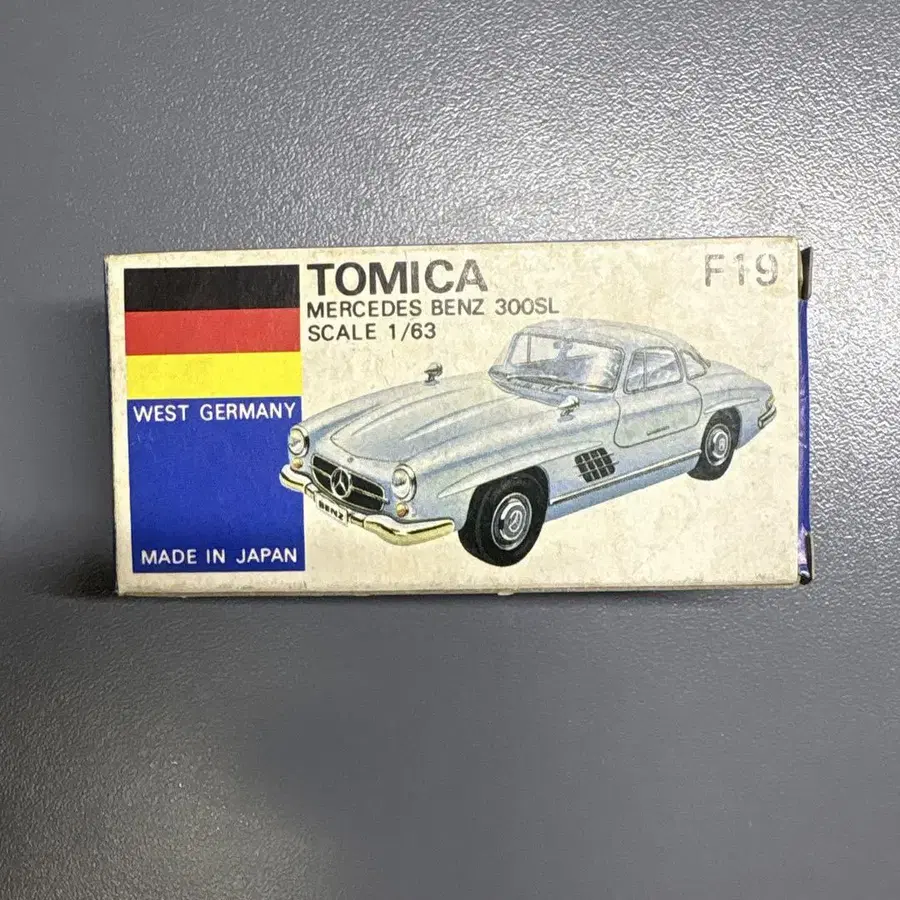 TOMICA
F19
MERCEDES BENZ 300SL
SCALE 1/63
WEST GERMANY
BENZ
MADE IN JAPAN